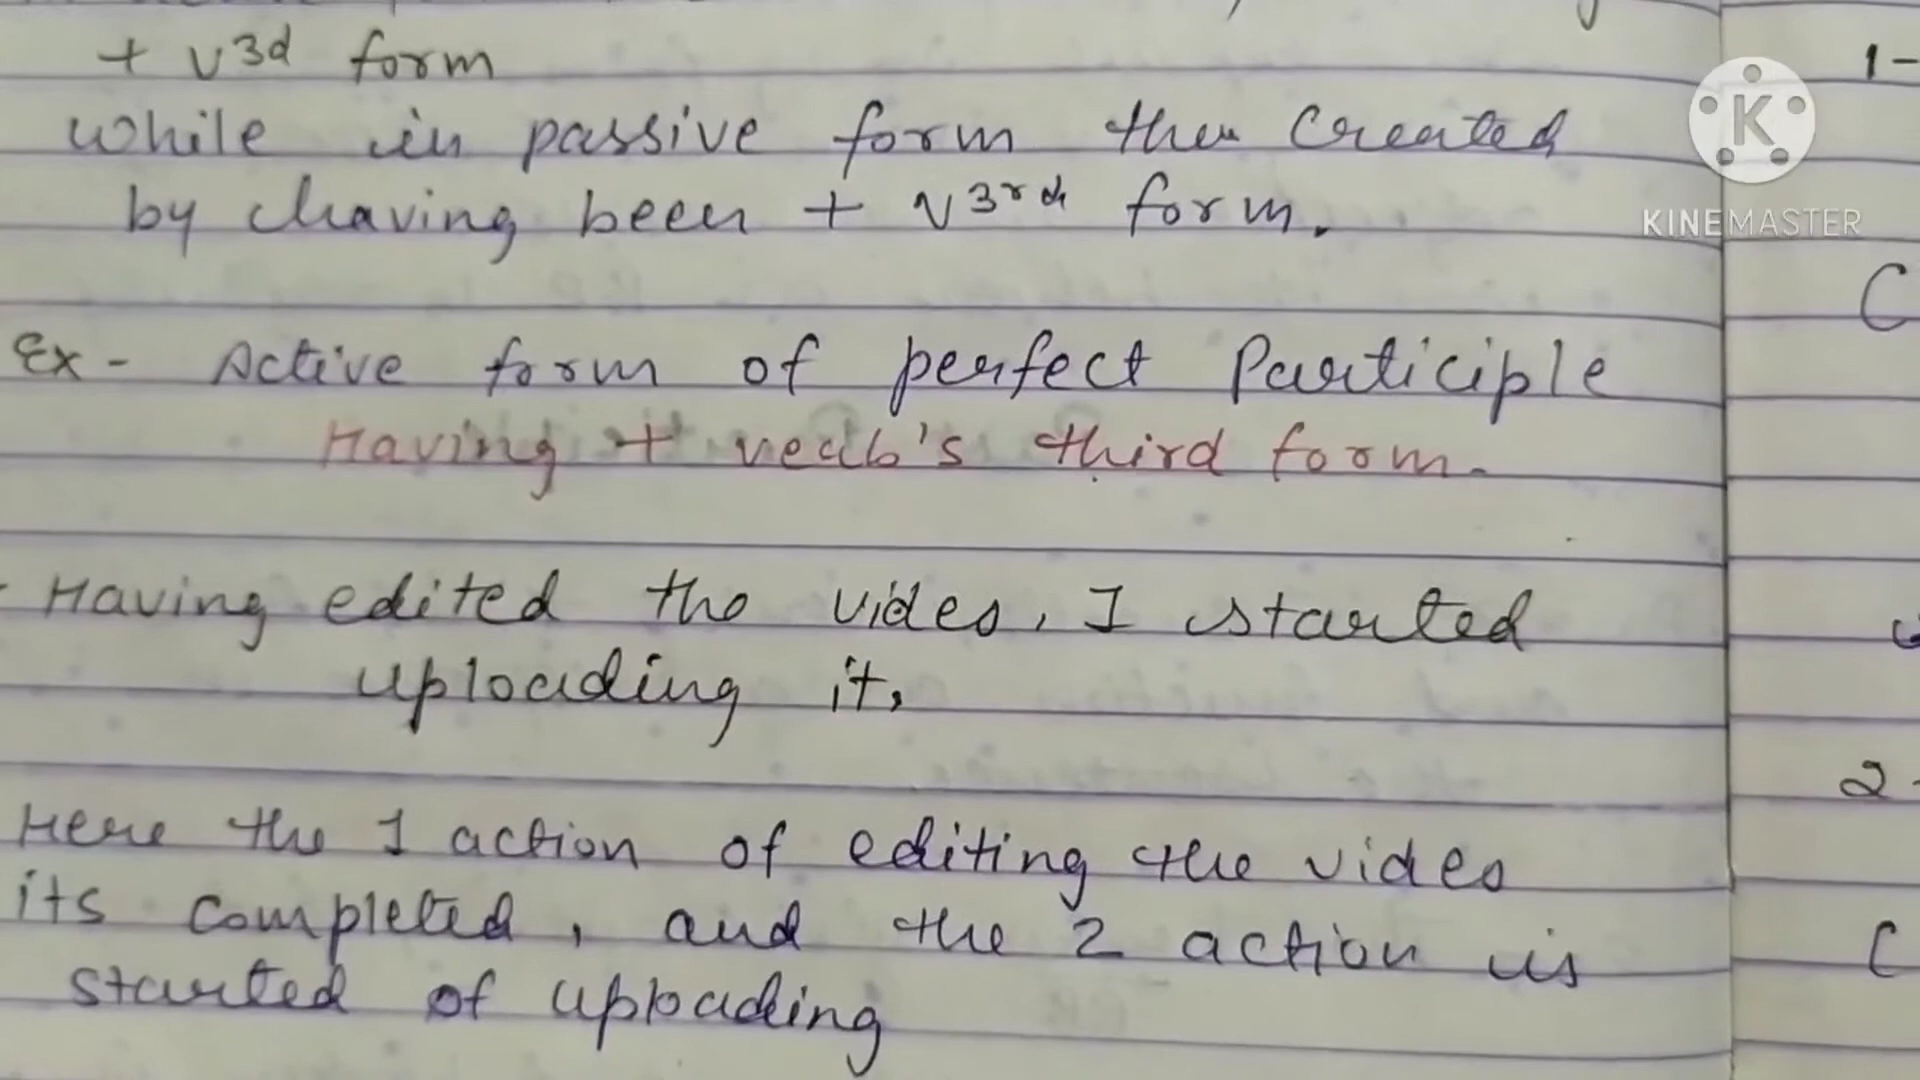 + v3d form
while in passive form then created
by having been + v3rd form.
Ex - Active form of perfect Participle
Having + verb's third form.
Having edited the video, I started
uploading it,
Here the 1 action of editing the video
its completed, and the 2 action is
started of uploading
1-
C
2-
C
K
KINEMASTER